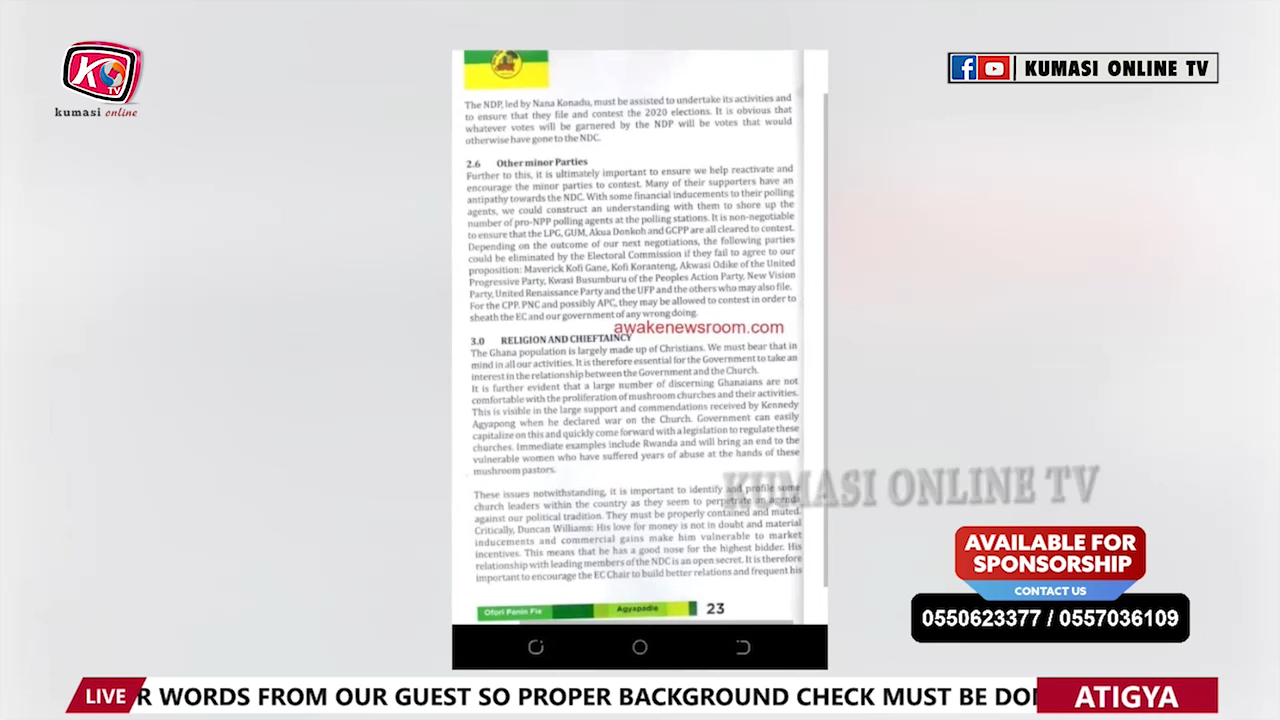 K
TV
kumasi online
f | KUMASI ONLINE TV
The NDP, led by Nana Konadu, must be assisted to undertake its activities and
to ensure that they file and contest the 2020 elections. It is obvious that
whatever votes will be garnered by the NDP will be votes that would
otherwise have gone to the NDC.
2.6 Other minor Parties
Further to this, it is ultimately important to ensure we help reactivate and
encourage the minor parties to contest. Many of their supporters have an
antipathy towards the NDC. With some financial inducements to their polling
agents, we could construct an understanding with them to shore up the
number of pro-NPP polling agents at the polling stations. It is non-negotiable
to ensure that the LPG, GUM, Akua Donkoh and GCPP are all cleared to contest.
Depending on the outcome of our next negotiations, the following parties
could be eliminated by the Electoral Commission if they fail to agree to our
proposition: Maverick Kofi Gane, Kofi Koranteng, Akwasi Odike of the United
Progressive Party, Kwasi Busumburu of the Peoples Action Party, New Vision
Party, United Renaissance Party and the UFP and the others who may also file.
For the CPP, PNC and possibly APC, they may be allowed to contest in order to
sheath the EC and our government of any wrong doing.
awakenewsroom.com
3.0 RELIGION AND CHIEFTAINCY
The Ghana population is largely made up of Christians. We must bear that in
mind in all our activities. It is therefore essential for the Government to take an
interest in the relationship between the Government and the Church.
It is further evident that a large number of discerning Ghanaians are not
comfortable with the proliferation of mushroom churches and their activities.
This is visible in the large support and commendations received by Kennedy
Agyapong when he declared war on the Church. Government can easily
capitalize on this and quickly come forward with a legislation to regulate these
churches. Immediate examples include Rwanda and will bring an end to the
vulnerable women who have suffered years of abuse at the hands of these
mushroom pastors.
KUMASI ONLINE TV
These issues notwithstanding, it is important to identify and profile some
church leaders within the country as they seem to perpetrate an agenda
against our political tradition. They must be properly contained and muted.
Critically, Duncan Williams: His love for money is not in doubt and material
inducements and commercial gains make him vulnerable to market
incentives. This means that he has a good nose for the highest bidder. His
relationship with leading members of the NDC is an open secret. It is therefore
important to encourage the EC Chair to build better relations and frequent his
Ofori Panin Fie Agyapadie 23
AVAILABLE FOR
SPONSORSHIP
CONTACT US
0550623377 / 0557036109
LIVE R WORDS FROM OUR GUEST SO PROPER BACKGROUND CHECK MUST BE DON ATIGYA